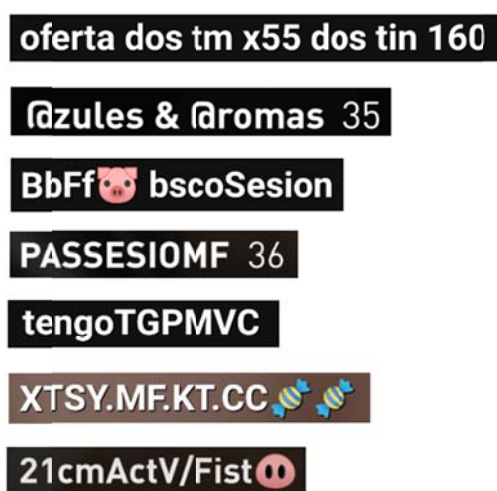 oferta dos tm x55 dos tin 160
@zules & @romas 35
BbFf🐷 bscoSesion
PASSESIOMF 36
tengoTGPMVC
XTSY.MF.KT.CC🍬🍬
21cmActV/Fist🐽